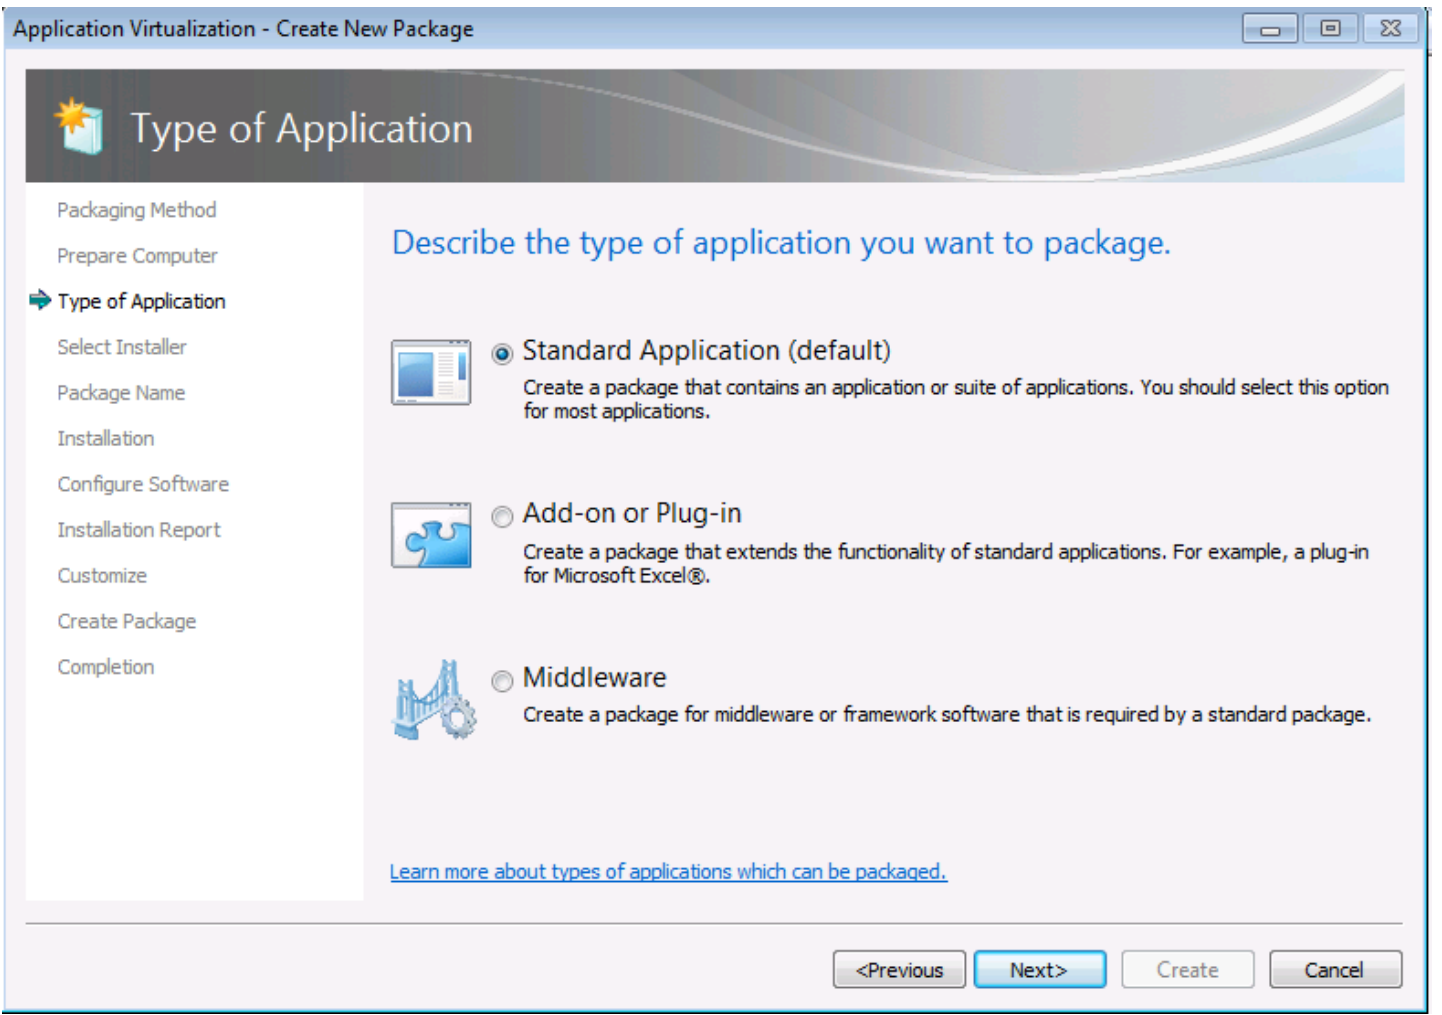 Application Virtualization - Create New Package
Type of Application
Packaging Method
Prepare Computer
Type of Application
Select Installer
Package Name
Installation
Configure Software
Installation Report
Customize
Create Package
Completion
Describe the type of application you want to package.
Standard Application (default)
Create a package that contains an application or suite of applications. You should select this option
for most applications.
Add-on or Plug-in
Create a package that extends the functionality of standard applications. For example, a plug-in
for Microsoft Excel®.
Middleware
Create a package for middleware or framework software that is required by a standard package.
Learn more about types of applications which can be packaged.
<Previous
Next>
Create
Cancel